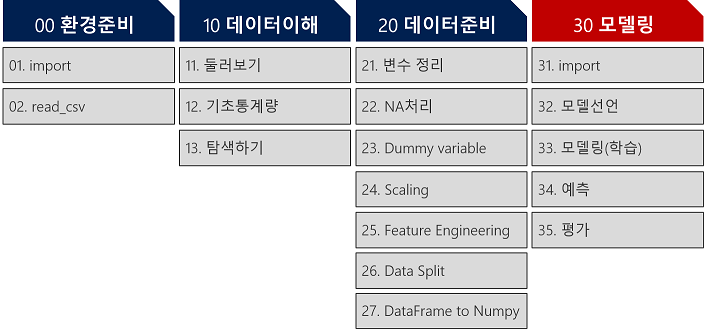 00 환경준비
01. import
02. read_csv
10 데이터이해
11. 둘러보기
12. 기초통계량
13. 탐색하기
20 데이터준비
21. 변수 정리
22. NA처리
23. Dummy variable
24. Scaling
25. Feature Engineering
26. Data Split
27. DataFrame to Numpy
30 모델링
31. import
32. 모델선언
33. 모델링(학습)
34. 예측
35. 평가